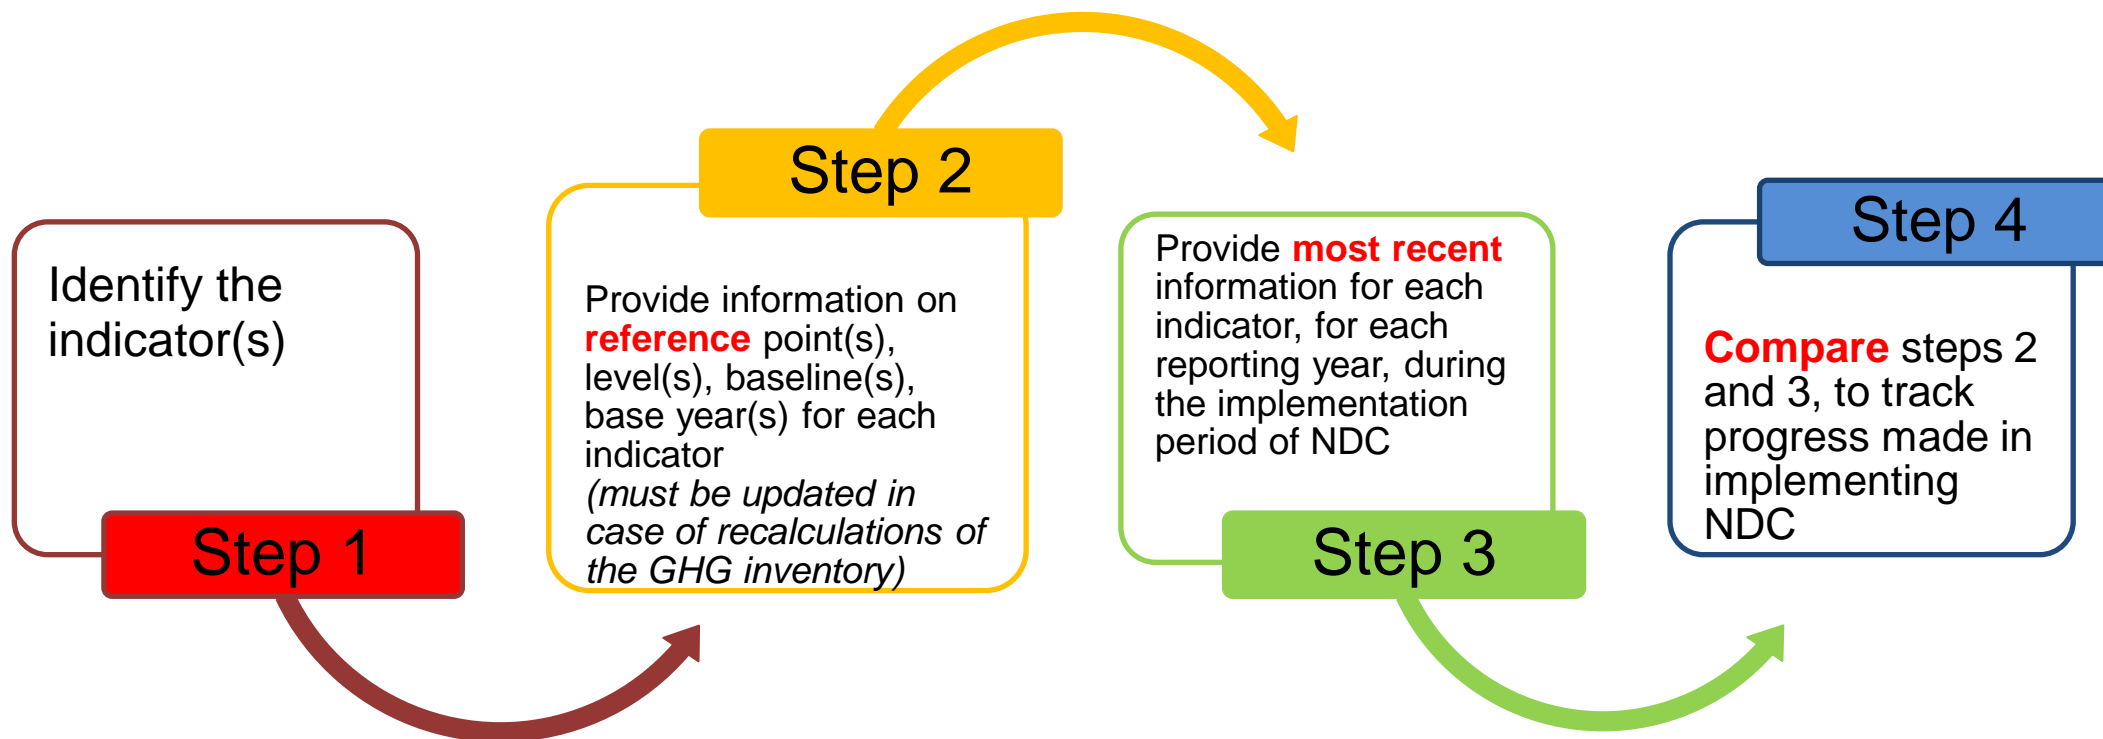 Identify the
indicator(s)
Step 1
Step 2
Provide information on
reference point(s),
level(s), baseline(s),
base year(s) for each
indicator
(must be updated in
case of recalculations of
the GHG inventory)
Provide most recent
information for each
indicator, for each
reporting year, during
the implementation
period of NDC
Step 3
Step 4
Compare steps 2
and 3, to track
progress made in
implementing
NDC